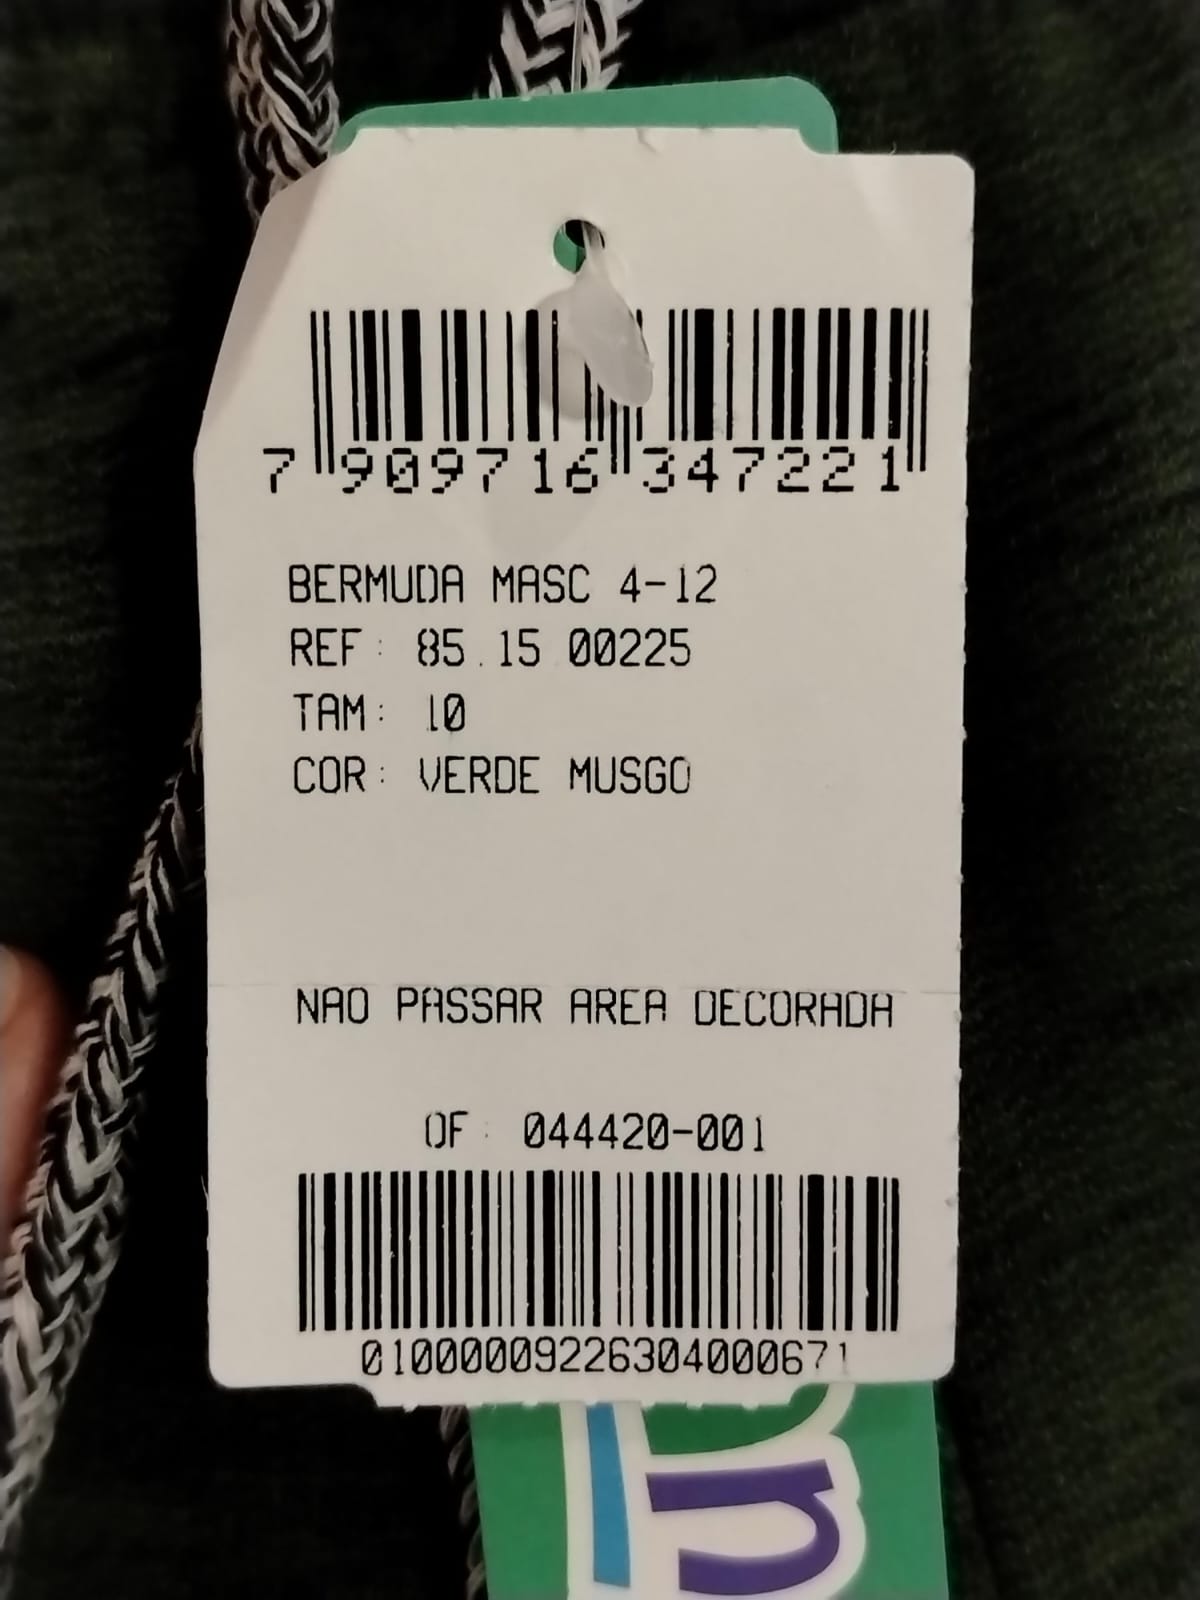 7 909716 347221
BERMUDA MASC 4-12
REF: 85.15.00225
TAM: 10
COR: VERDE MUSGO
NAO PASSAR AREA DECORADA
OF: 044420-001
01000009226304000671